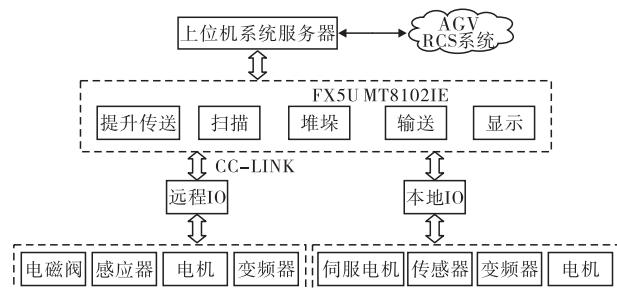 上位机系统服务器
AGV
RCS系统
FX5U MT8102IE
提升传送 扫描 堆垛 输送 显示
CC-LINK
远程IO 本地IO
电磁阀 感应器 电机 变频器 伺服电机 传感器 变频器 电机